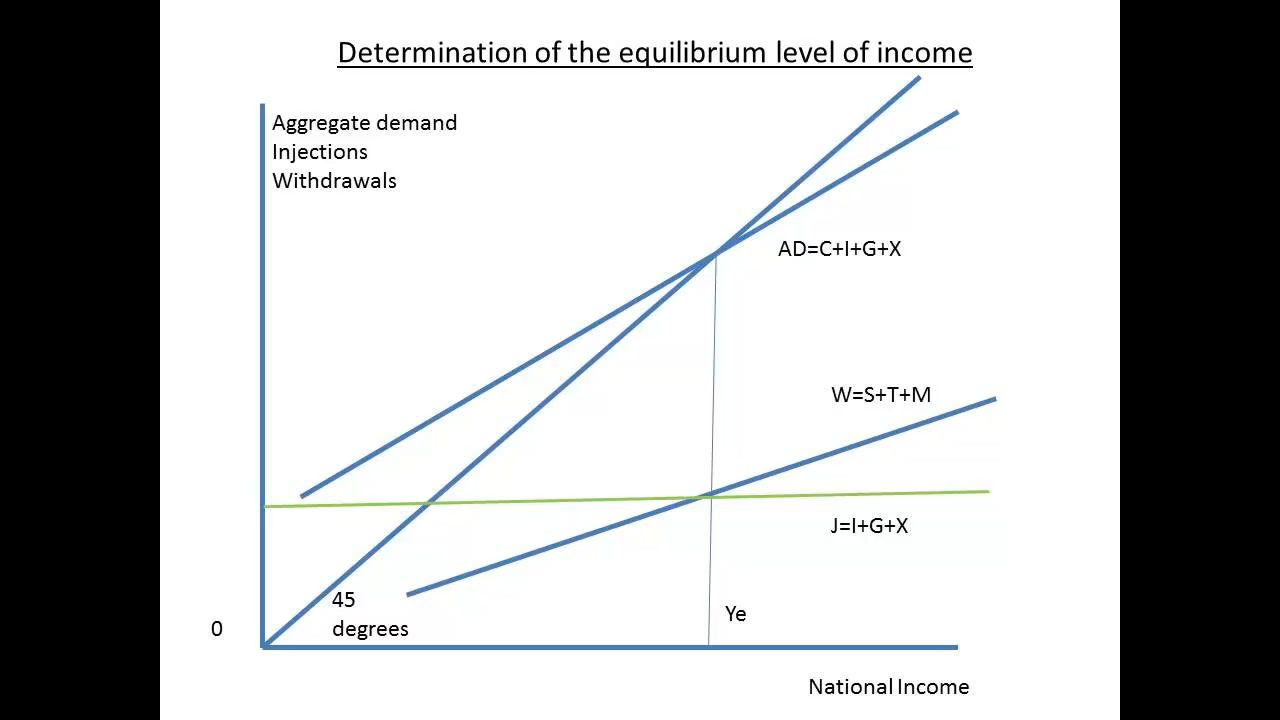 Determination of the equilibrium level of income
Aggregate demand
Injections
Withdrawals
AD=C+I+G+X
W=S+T+M
J=I+G+X
45
degrees
Ye
0
National Income